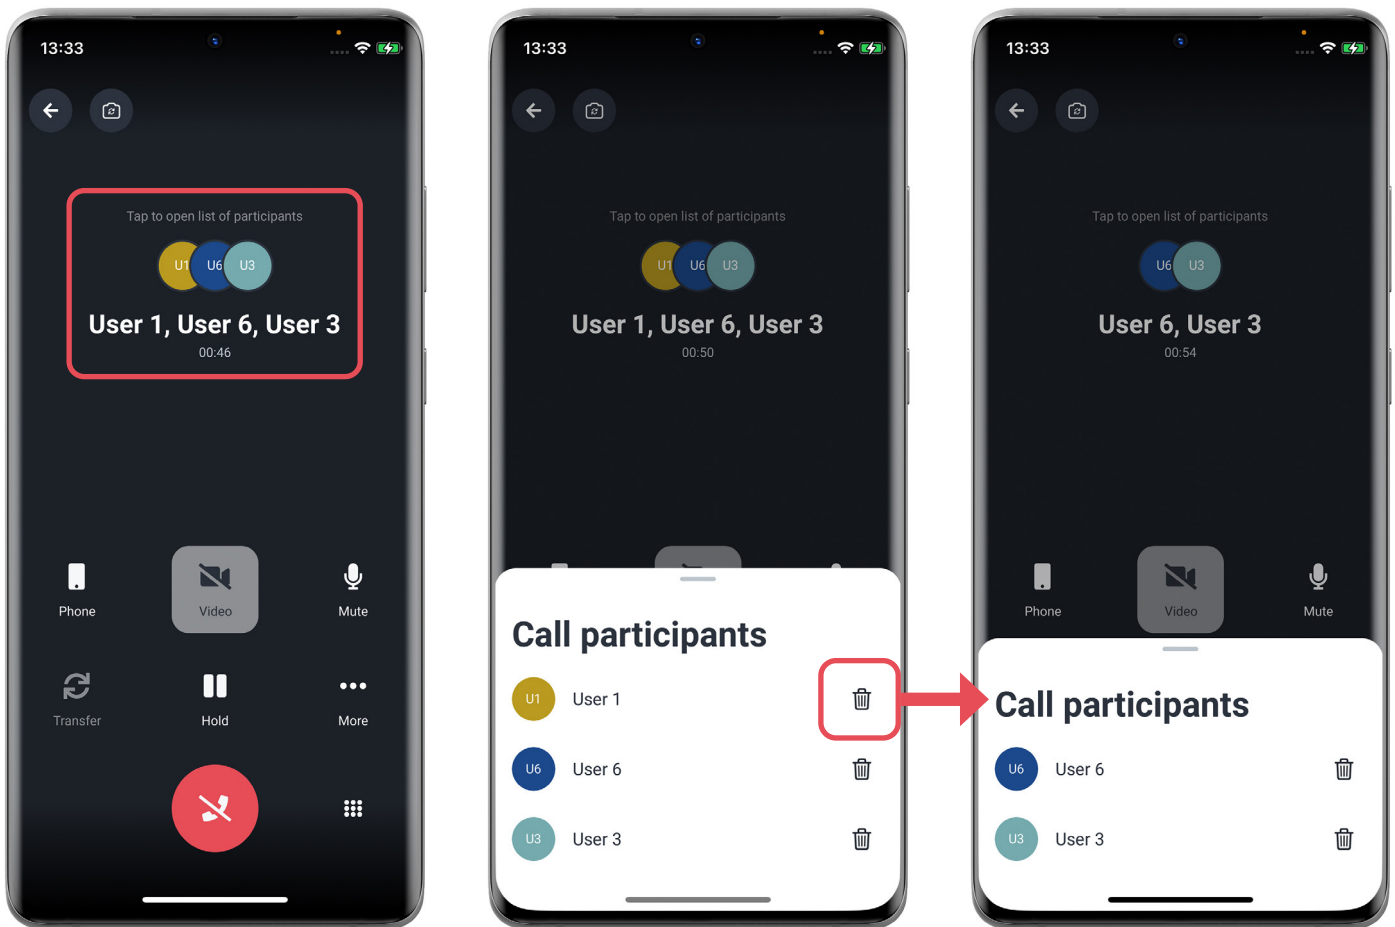 13:33
Tap to open list of participants
U1 U6 U3
User 1, User 6, User 3
00:46
Phone Video Mute
Transfer Hold More
13:33
Tap to open list of participants
U1 U6 U3
User 1, User 6, User 3
00:50
Call participants
U1 User 1
U6 User 6
U3 User 3
13:33
Tap to open list of participants
U6 U3
User 6, User 3
00:54
Phone Video Mute
Call participants
U6 User 6
U3 User 3